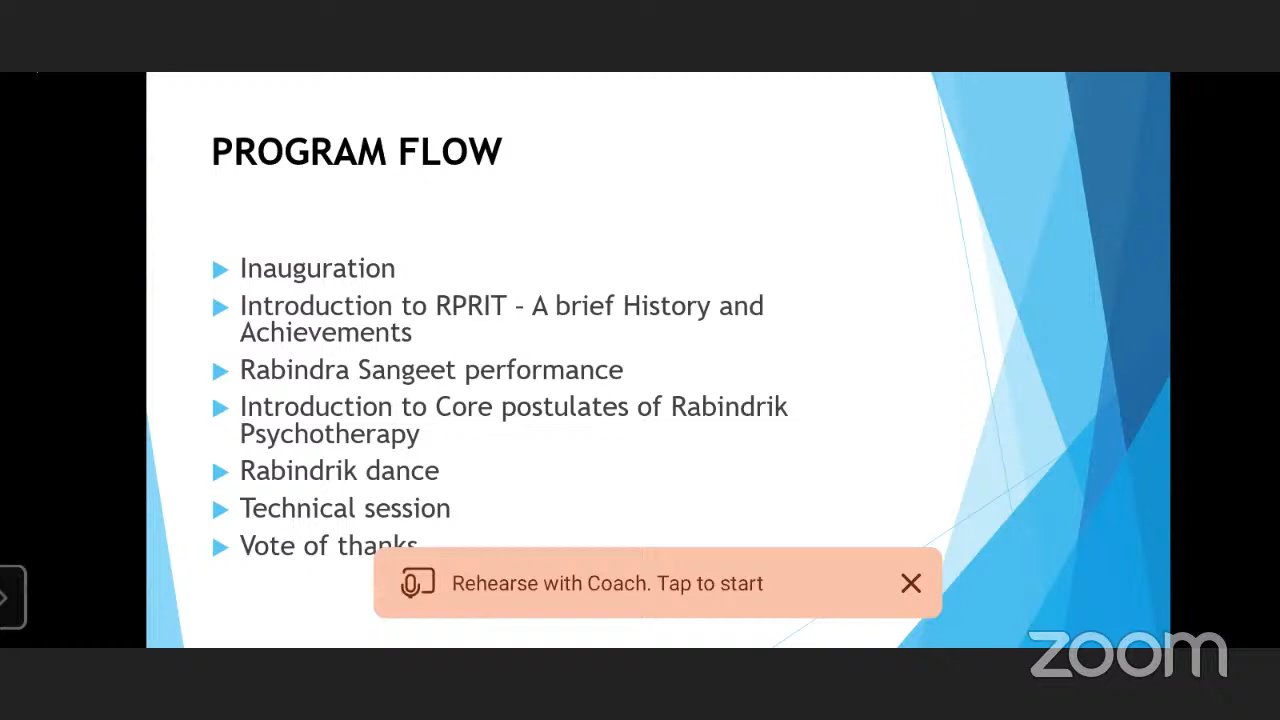 PROGRAM FLOW
Inauguration
Introduction to RPRIT – A brief History and
Achievements
Rabindra Sangeet performance
Introduction to Core postulates of Rabindrik
Psychotherapy
Rabindrik dance
Technical session
Vote of thanks
Rehearse with Coach. Tap to start
zoom